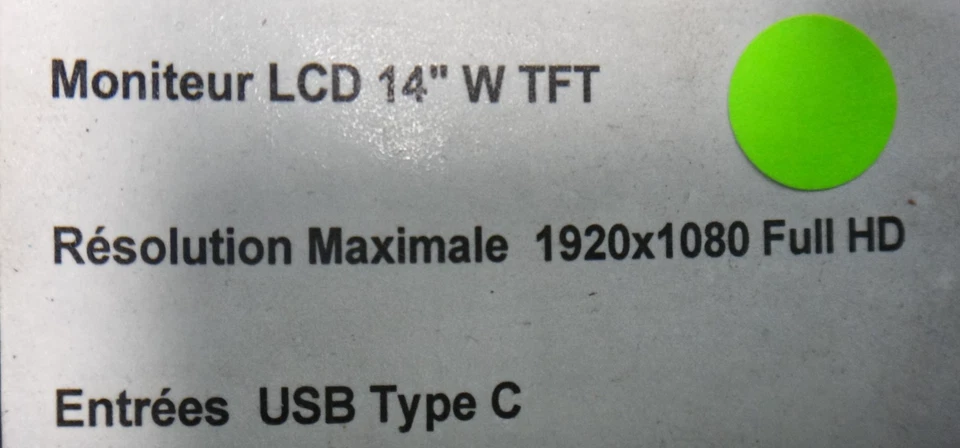 Moniteur LCD 14" W TFT
Résolution Maximale 1920x1080 Full HD
Entrées USB Type C